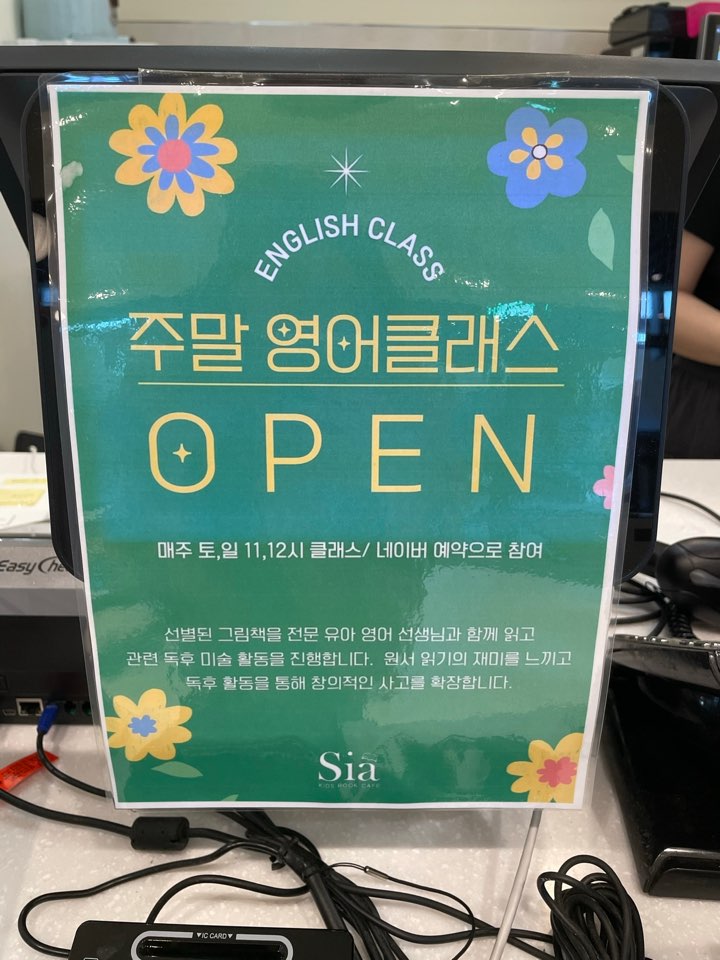 ENGLISH CLASS
주말 영어클래스
OPEN
매주 토,일 11,12시 클래스/ 네이버 예약으로 참여
선별된 그림책을 전문 유아 영어 선생님과 함께 읽고
관련 독후 미술 활동을 진행합니다. 원서 읽기의 재미를 느끼고
독후 활동을 통해 창의적인 사고를 확장합니다.
Sia
KIDS BOOK CAFE
Easy Che
▼IC CARD▼